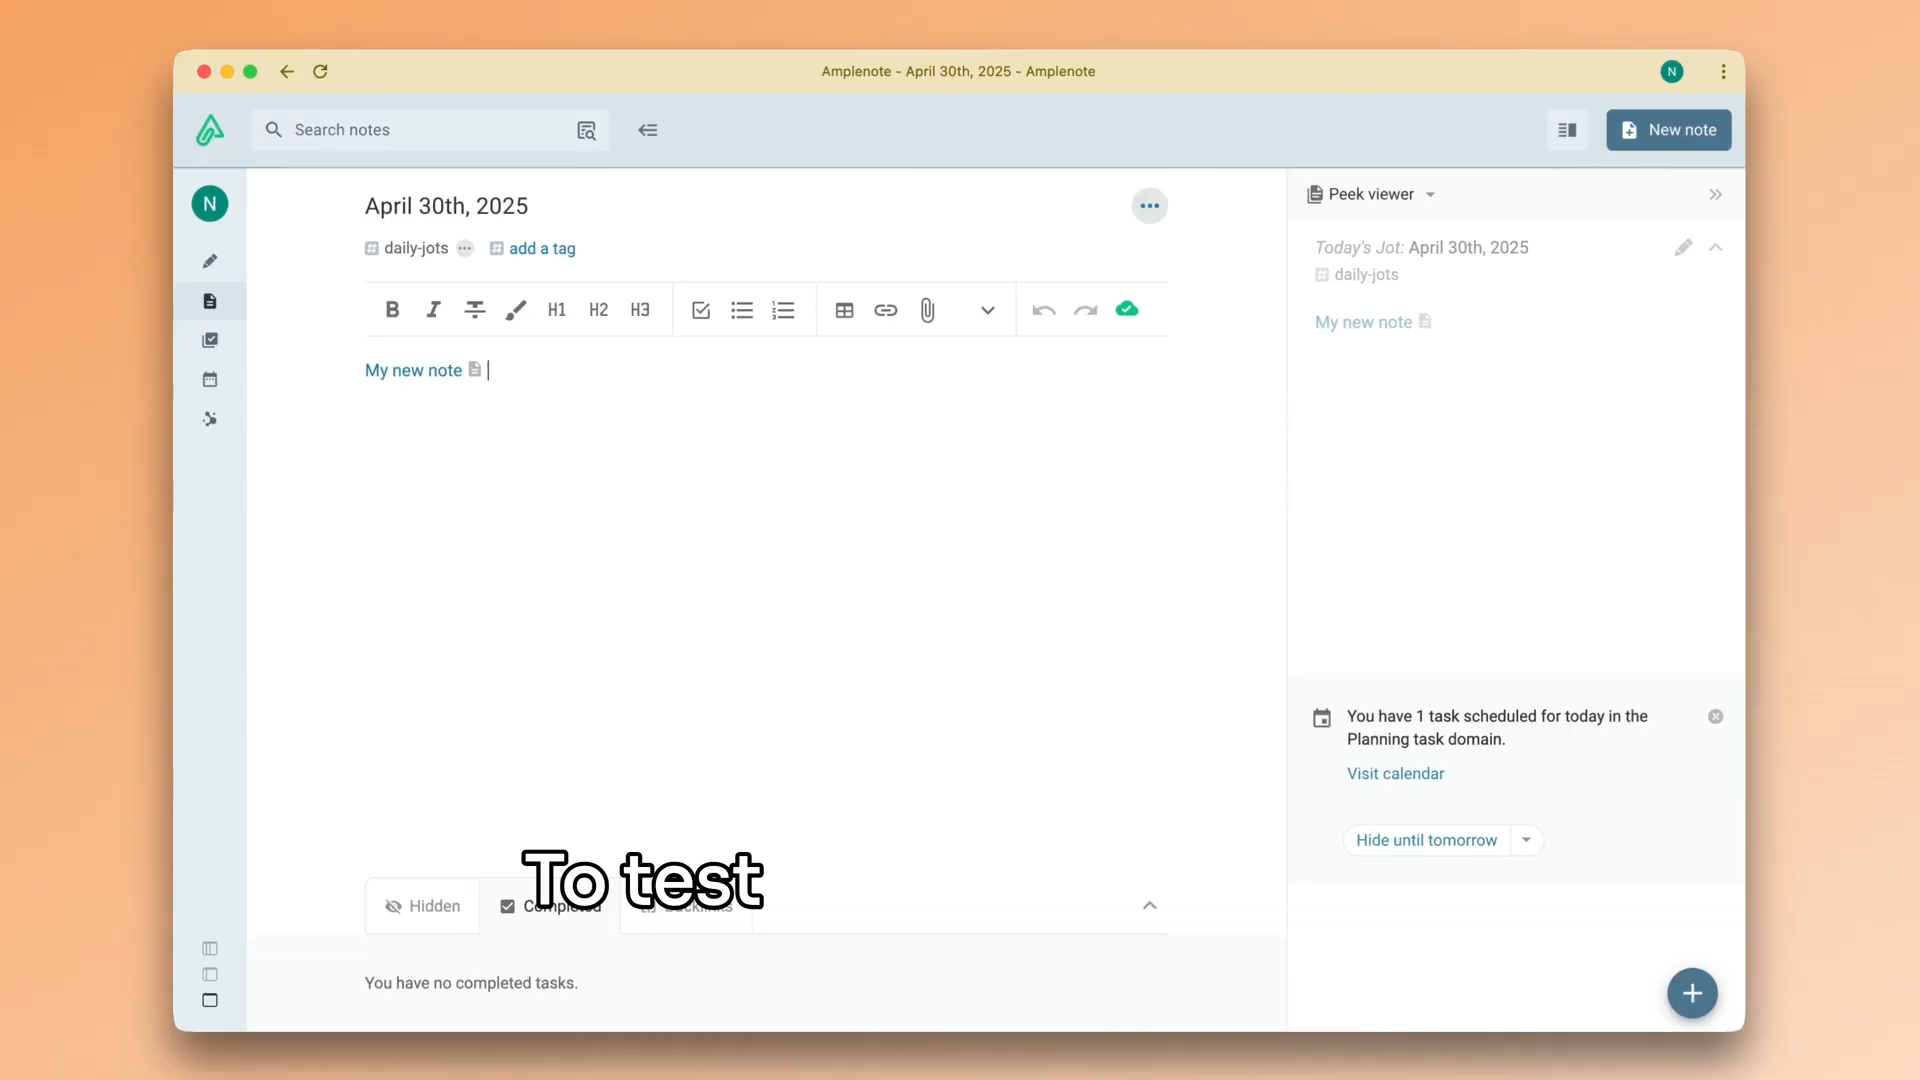 Amplenote - April 30th, 2025 - Amplenote
N
Search notes
New note
N
April 30th, 2025
daily-jots
add a tag
B I S H1 H2 H3
My new note
Peek viewer
Today's Jot: April 30th, 2025
daily-jots
My new note
You have 1 task scheduled for today in the
Planning task domain.
Visit calendar
Hide until tomorrow
To test
Hidden
Completed
Backlinks
You have no completed tasks.